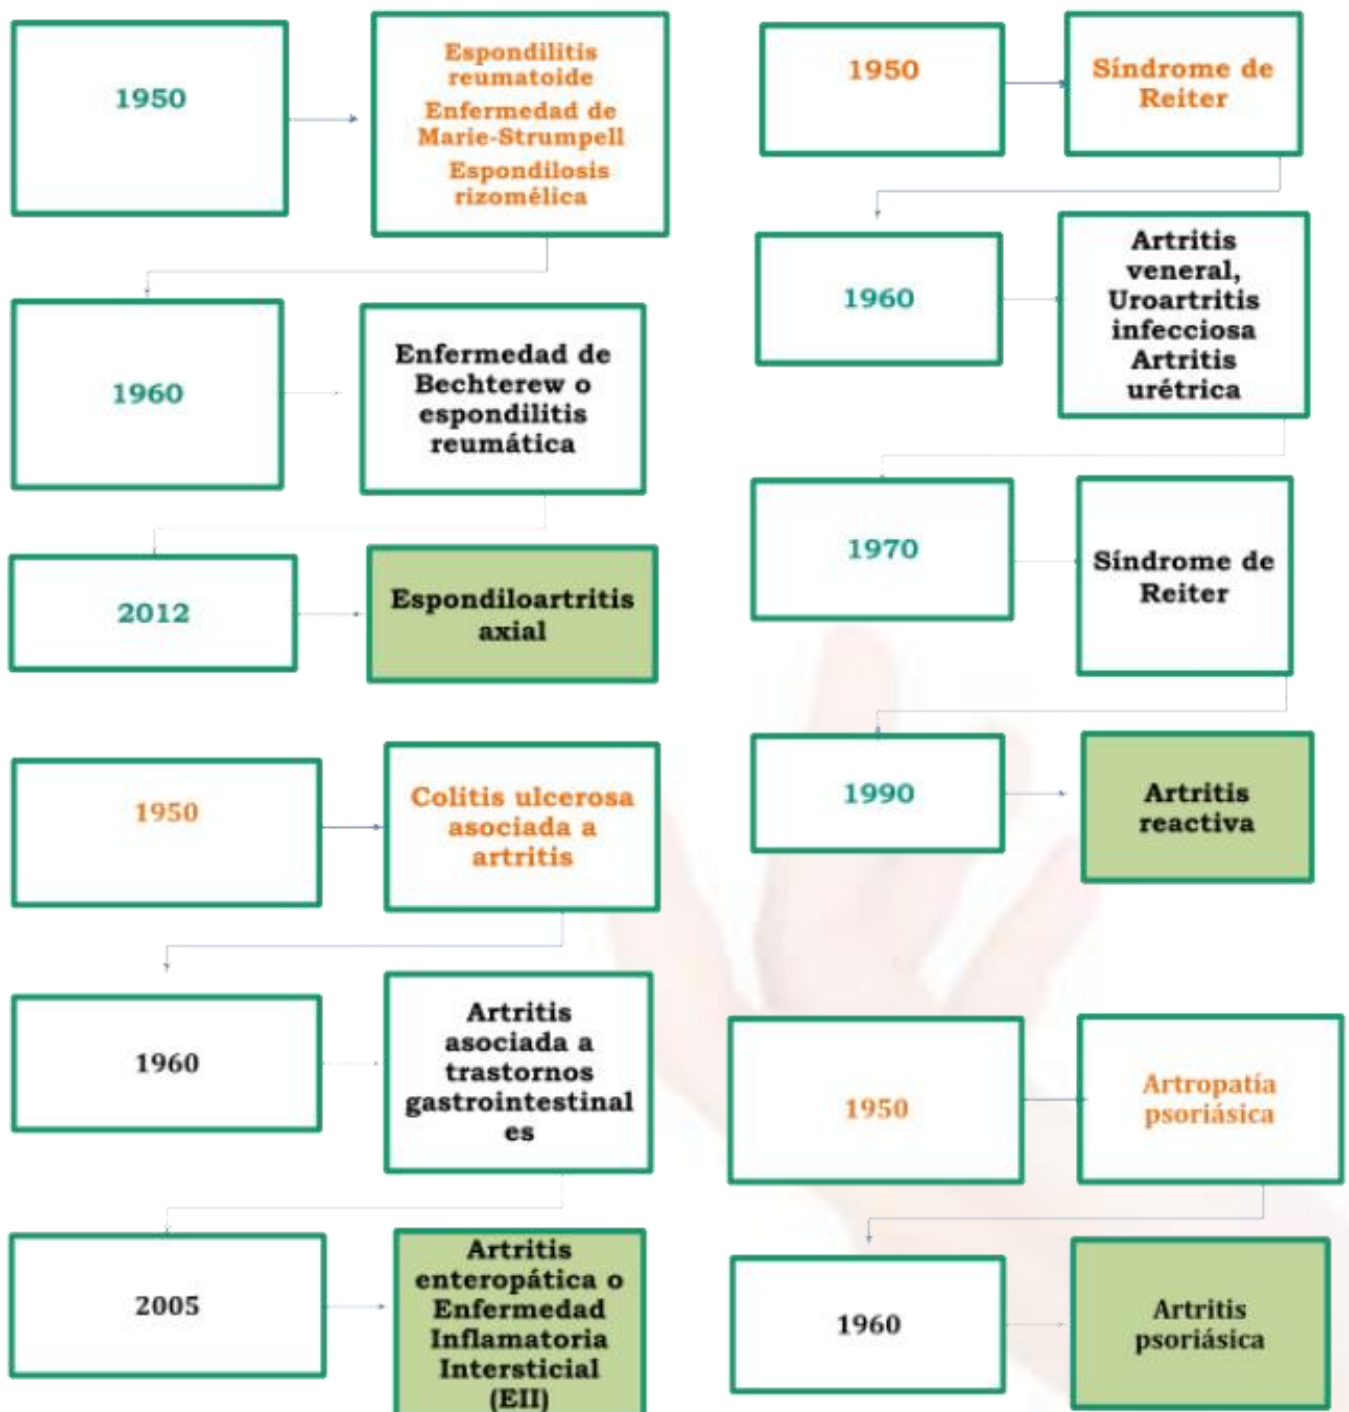 1950
Espondilitis
reumatoide
Enfermedad de
Marie-Strumpell
Espondilosis
rizomélica
1960
Enfermedad de
Bechterew o
espondilitis
reumática
2012
Espondiloartritis
axial
1950
Colitis ulcerosa
asociada a
artritis
1960
Artritis
asociada a
trastornos
gastrointestinal
es
2005
Artritis
enteropática o
Enfermedad
Inflamatoria
Intersticial
(EII)
1950
Síndrome de
Reiter
1960
Artritis
veneral,
Uroartritis
infecciosa
Artritis
urétrica
1970
Síndrome de
Reiter
1990
Artritis
reactiva
1950
Artropatía
psoriásica
1960
Artritis
psoriásica